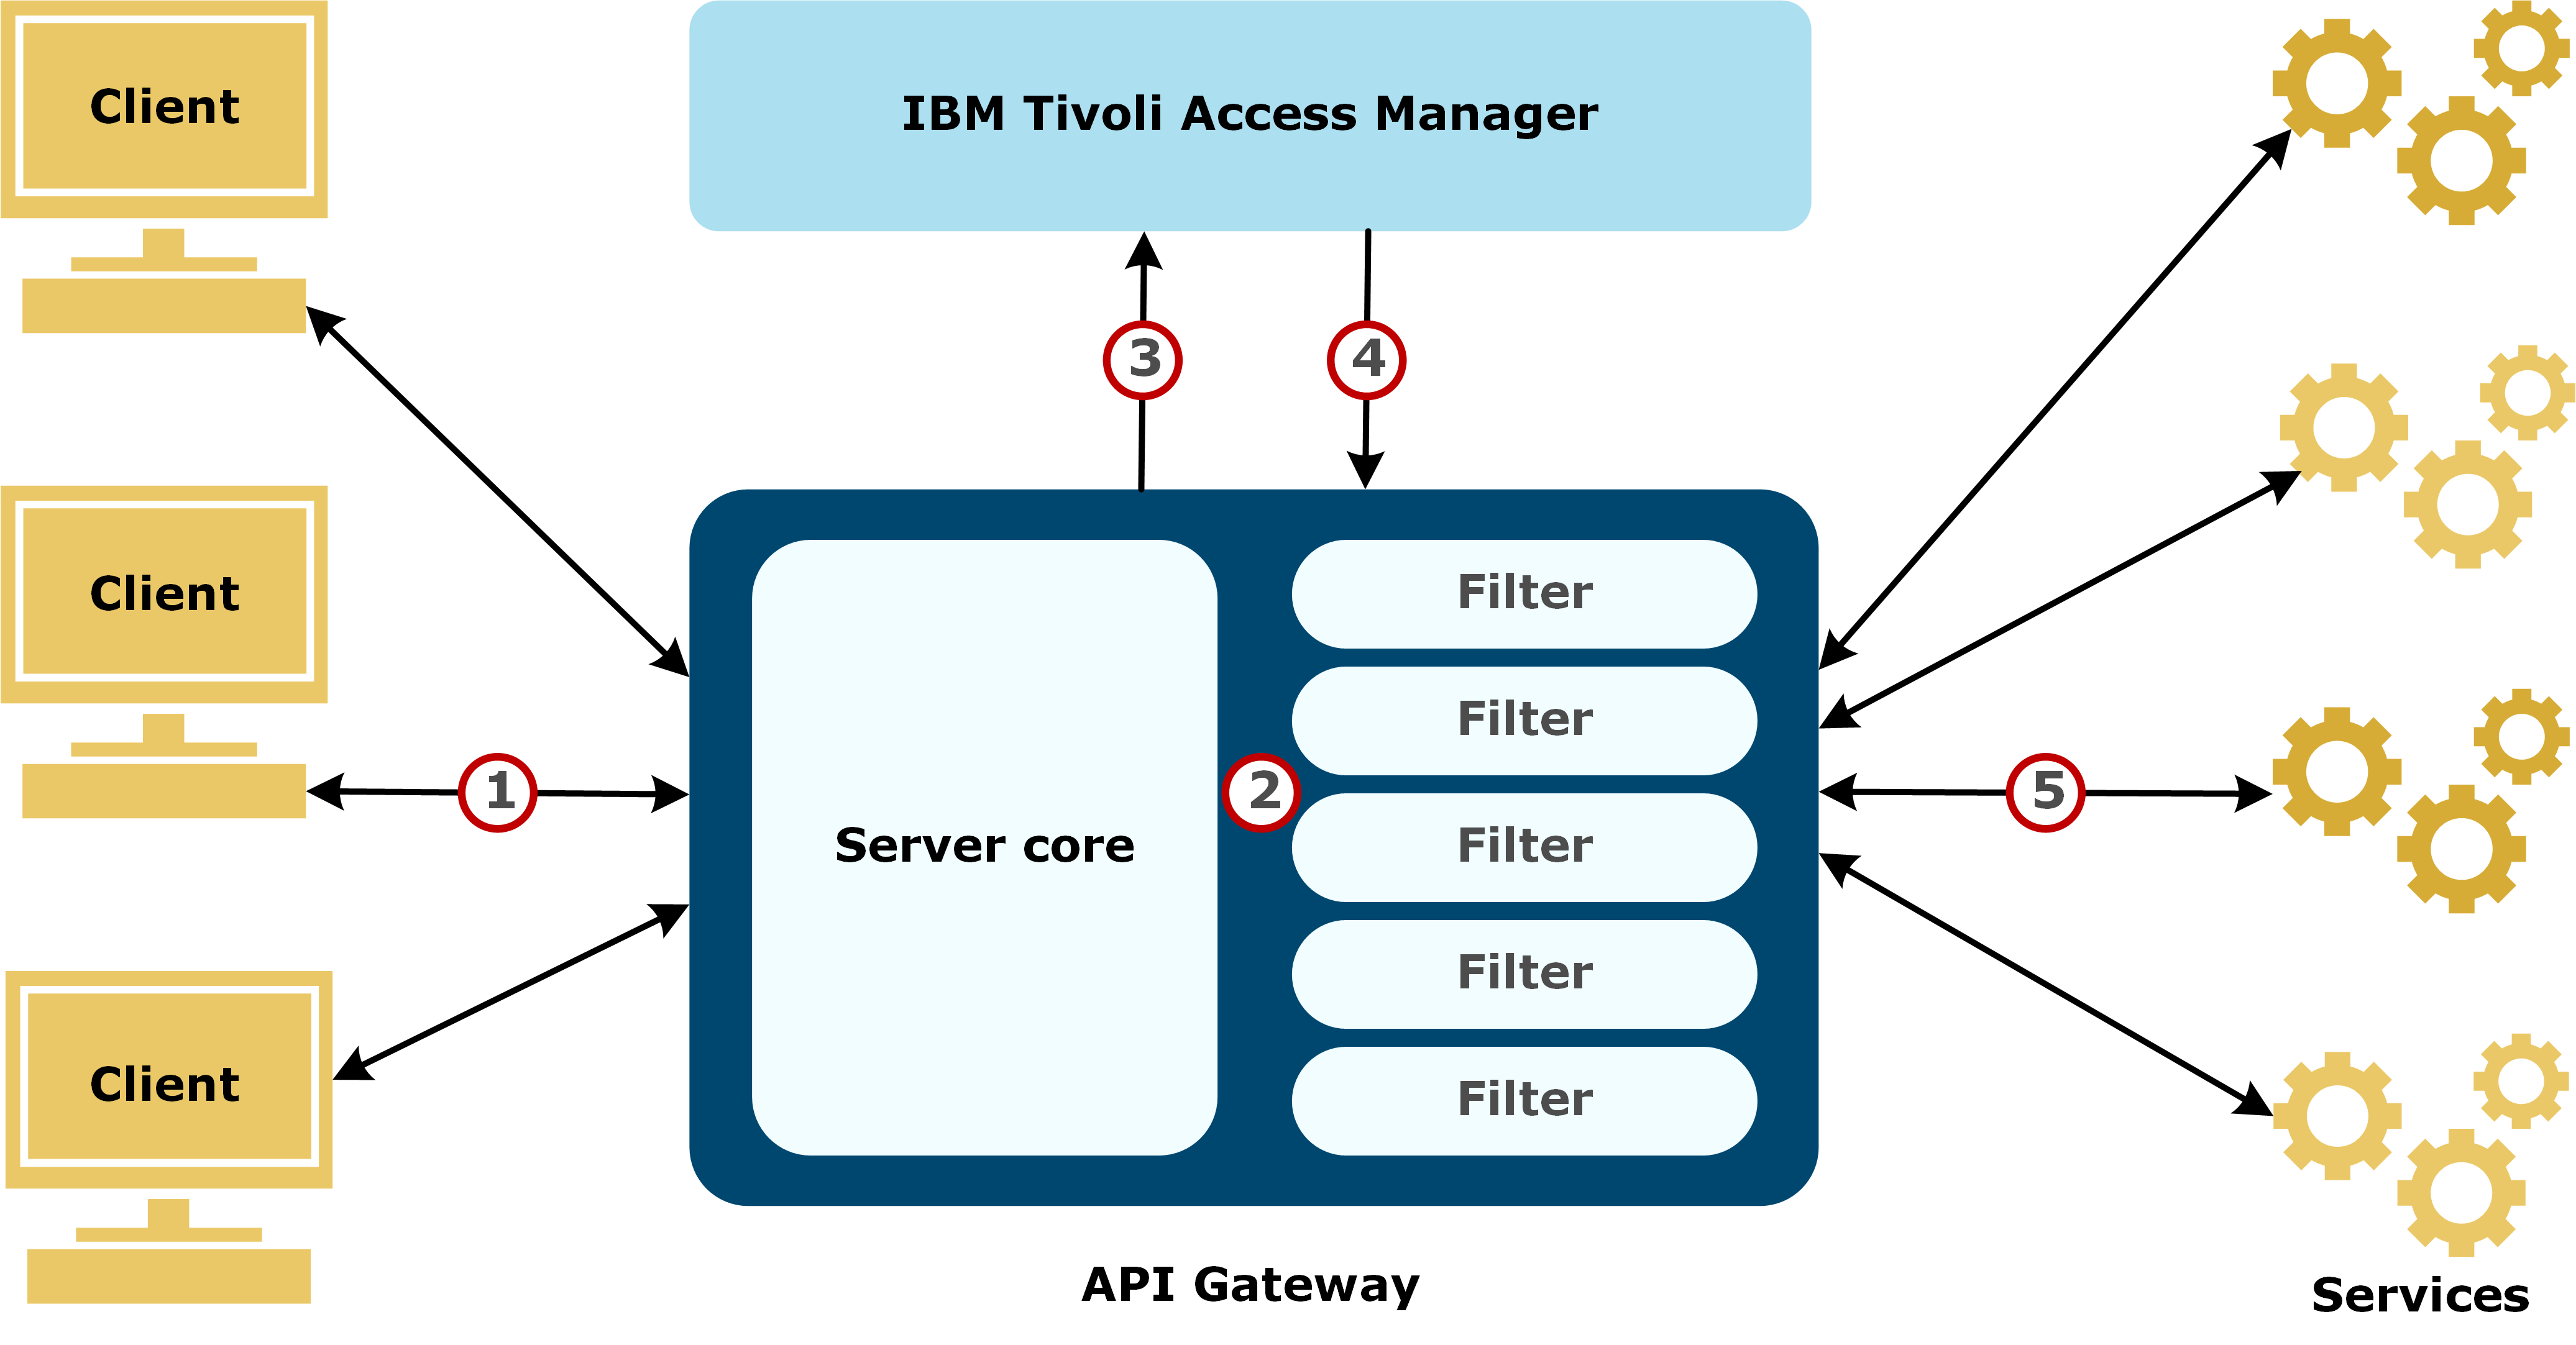 Client
IBM Tivoli Access Manager
3
4
Client
Filter
Filter
1
2
5
Server core
Filter
Filter
Client
Filter
API Gateway
Services